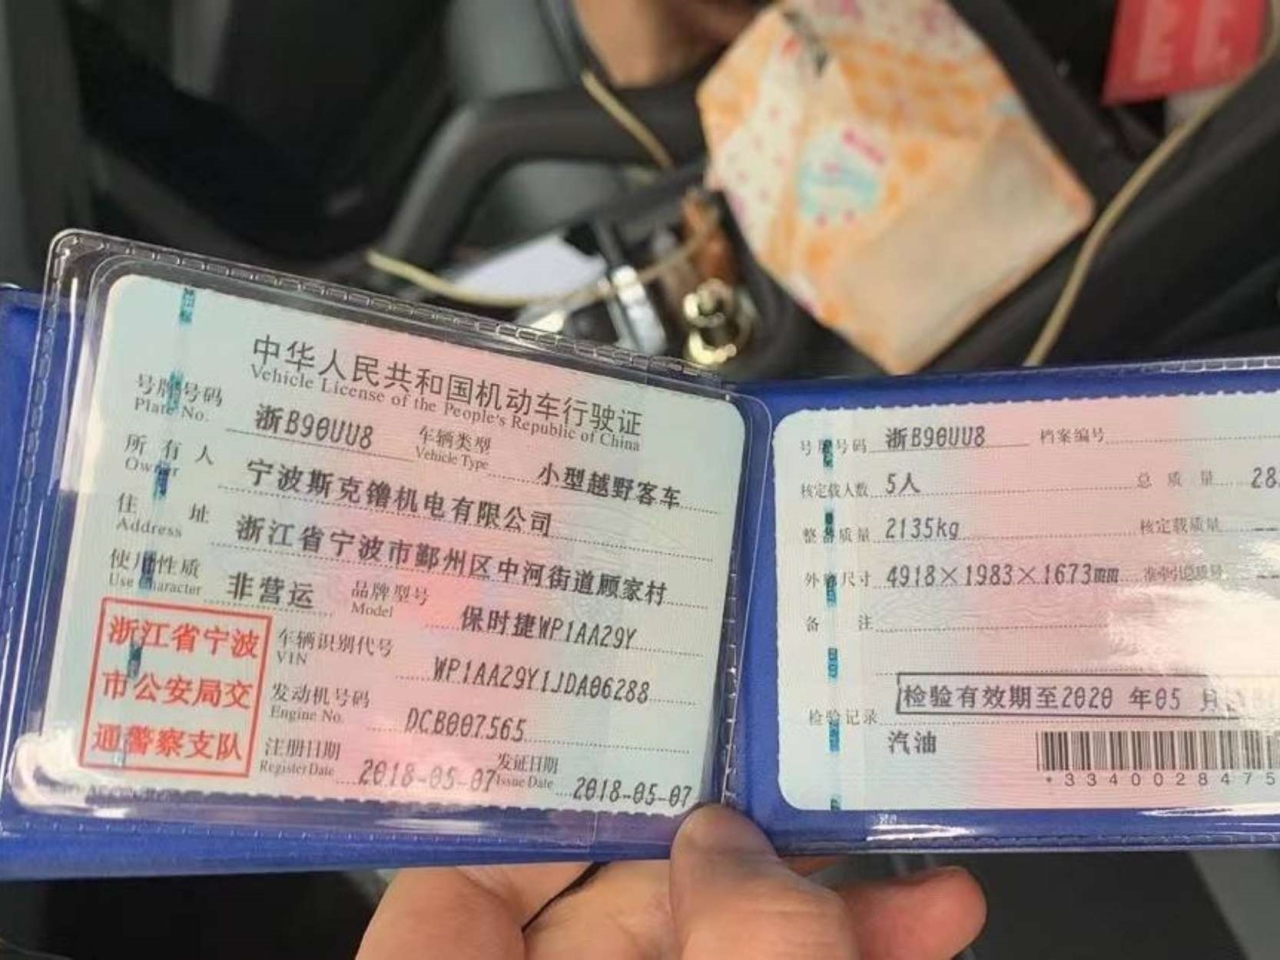 中华人民共和国机动车行驶证
Vehicle License of the People's Republic of China
号牌号码 浙B90UU8 车辆类型 小型越野客车
Plate No. Vehicle Type
所有人 宁波斯克镥机电有限公司
Owner
住址 浙江省宁波市鄞州区中河街道顾家村
Address
使用性质 非营运 品牌型号 保时捷WP1AA29Y
Use Character Model
浙江省宁波
市公安局交
通警察支队
车辆识别代号 WP1AA29Y1JDA06288
VIN
发动机号码 DCB007565
Engine No.
注册日期 2018-05-07 发证日期 2018-05-07
Register Date Issue Date
号牌号码 浙B90UU8 档案编号
核定载人数 5人 总质量 28
整备质量 2135kg 核定载质量
外廓尺寸 4918×1983×1673mm 准牵引总质量
备注
检验有效期至2020 年05 月
检验记录
汽油
*3340028475